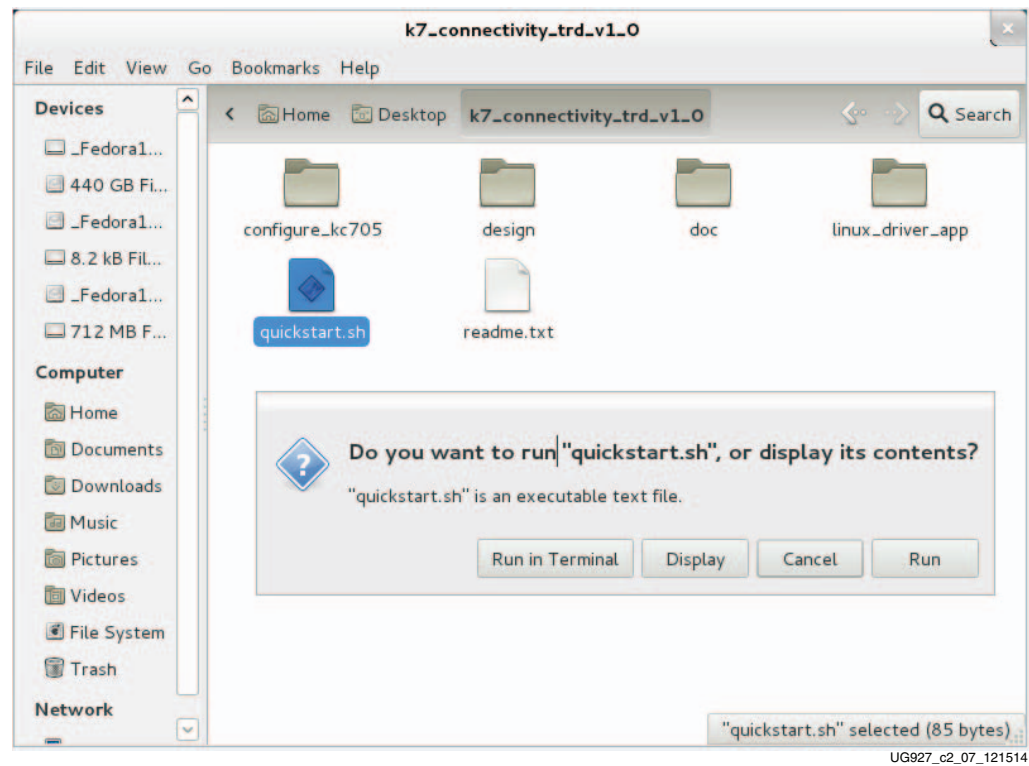 k7_connectivity_trd_v1_0
File Edit View Go Bookmarks Help
Devices
_Fedora1...
440 GB Fi...
_Fedora1...
8.2 kB Fil...
_Fedora1...
712 MB F...
Computer
Home
Documents
Downloads
Music
Pictures
Videos
File System
Trash
Network
Home Desktop k7_connectivity_trd_v1_0 Search
configure_kc705 design doc linux_driver_app
quickstart.sh readme.txt
Do you want to run "quickstart.sh", or display its contents?
"quickstart.sh" is an executable text file.
Run in Terminal Display Cancel Run
"quickstart.sh" selected (85 bytes)
UG927_c2_07_121514